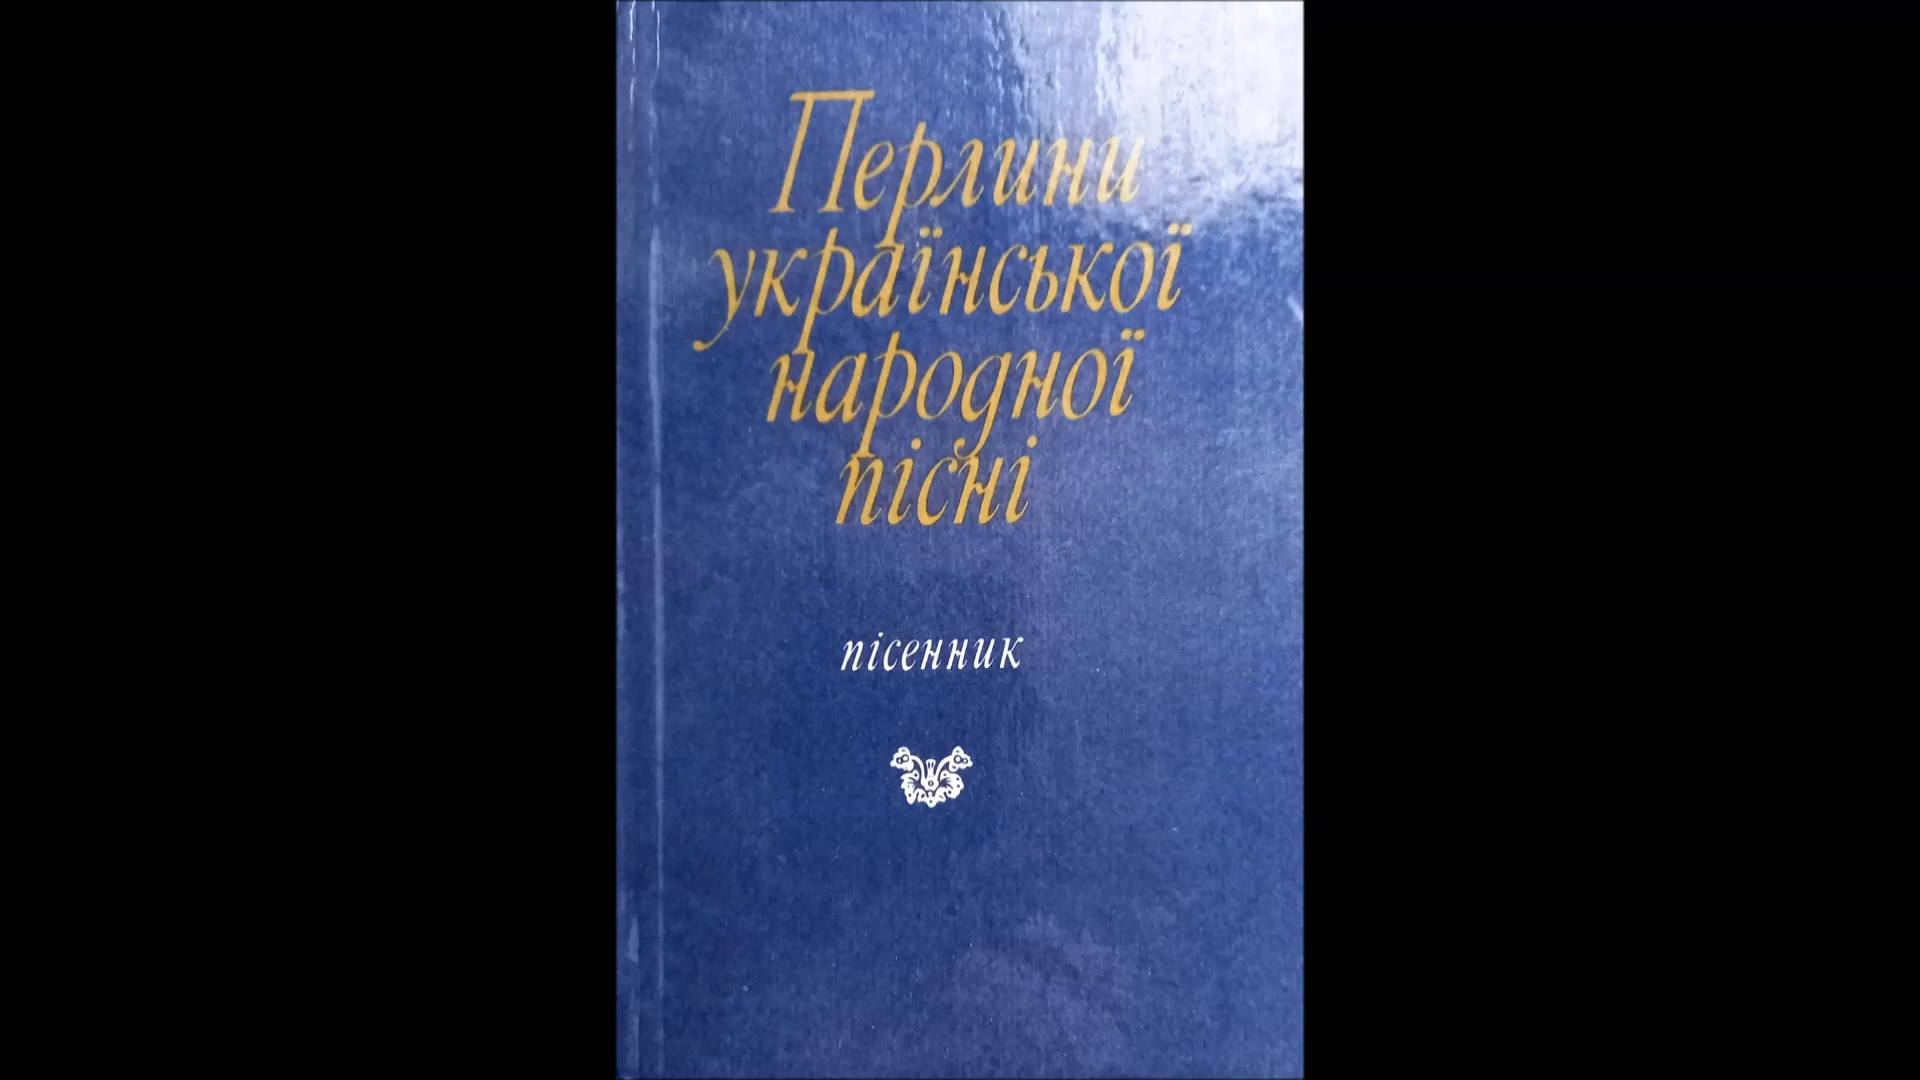 Перлини
української
народної
пісні
пісенник